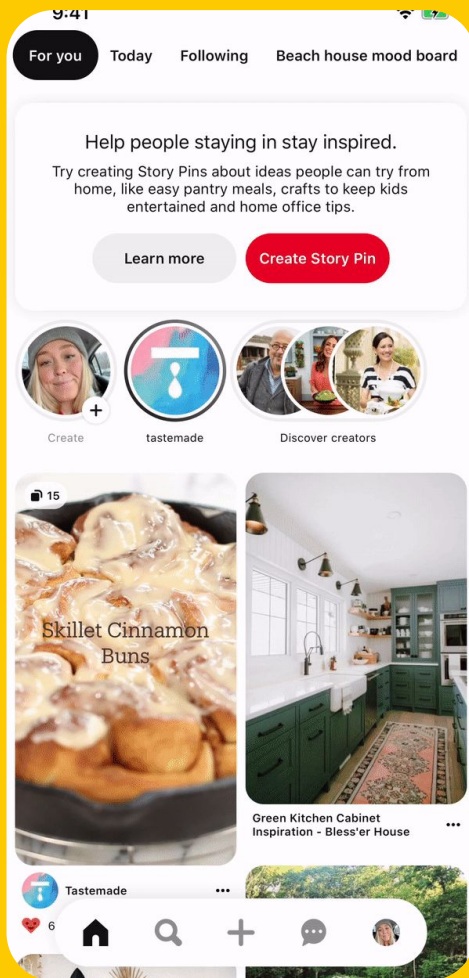 9:41
For you Today Following Beach house mood board
Help people staying in stay inspired.
Try creating Story Pins about ideas people can try from
home, like easy pantry meals, crafts to keep kids
entertained and home office tips.
Learn more Create Story Pin
Create tastemade Discover creators
15
Skillet Cinnamon
Buns
Green Kitchen Cabinet
Inspiration - Bless'er House
Tastemade
6